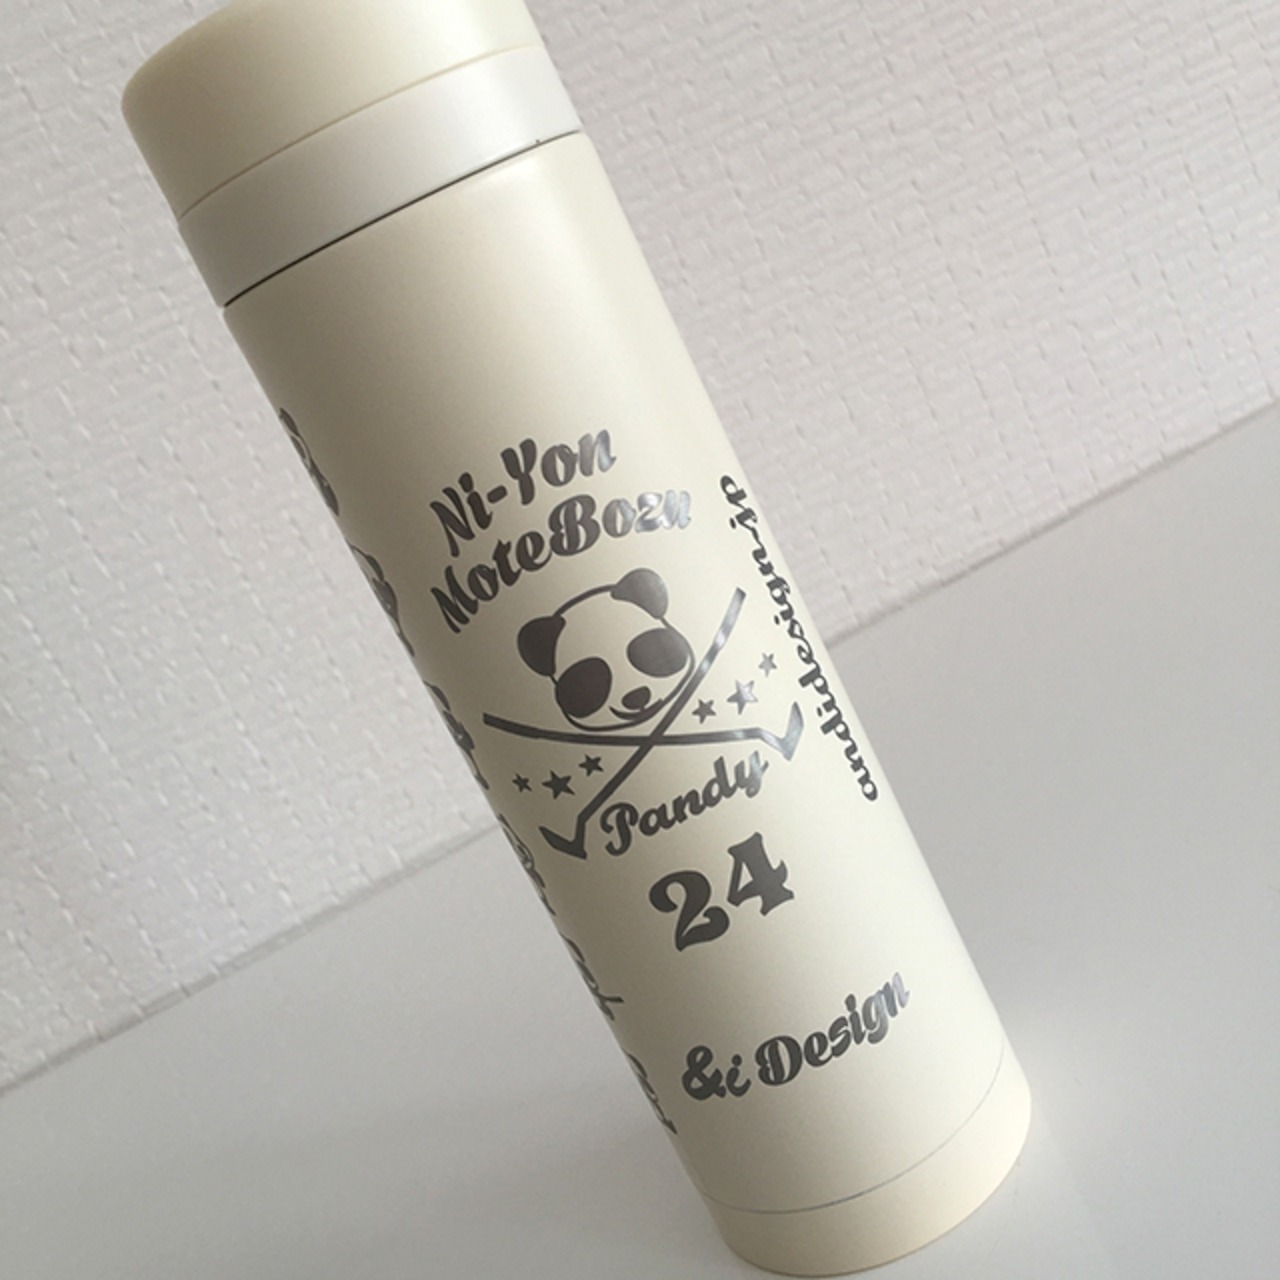 Ni-Yon
MoteBozu
Pandy
24
&i Design
andidesign.jp